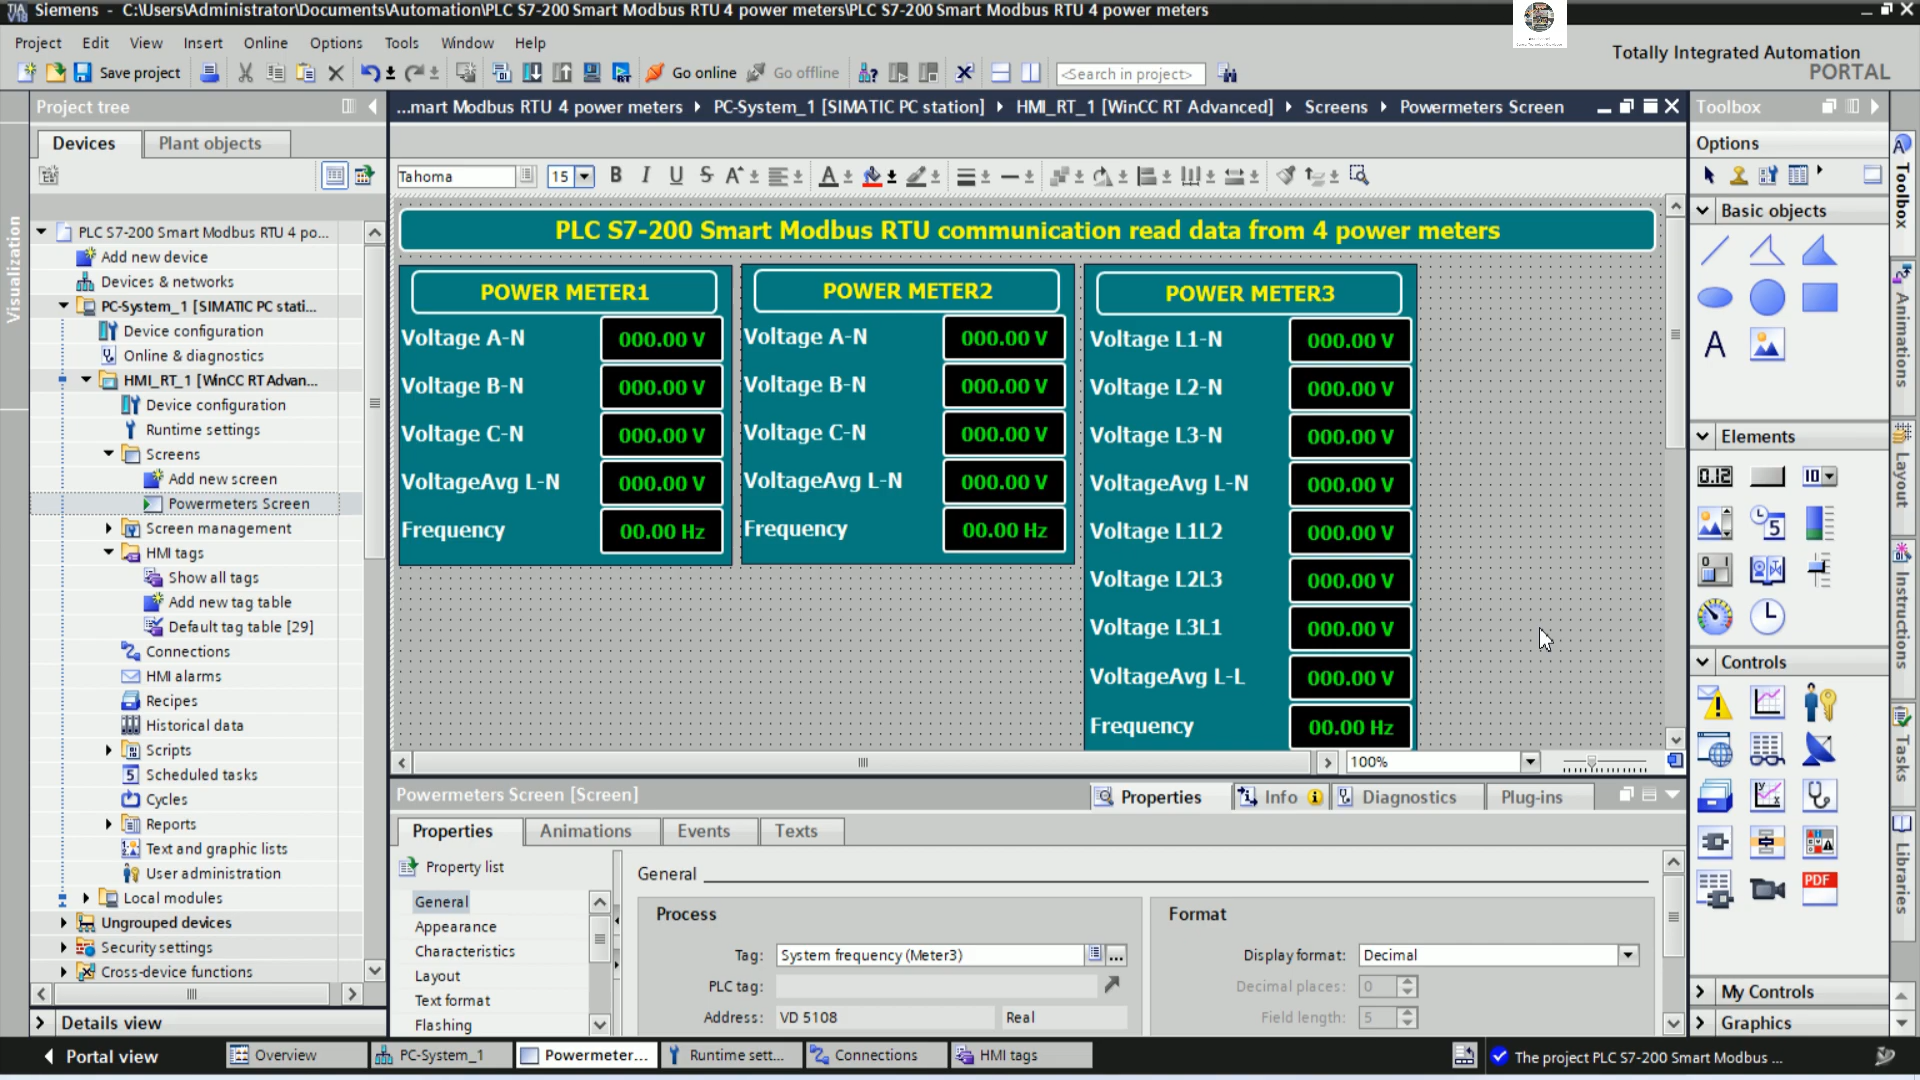 Siemens - C:\Users\Administrator\Documents\Automation\PLC S7-200 Smart Modbus RTU 4 power meters\PLC S7-200 Smart Modbus RTU 4 power meters
Project Edit View Insert Online Options Tools Window Help
Totally Integrated Automation
PORTAL
Save project
Go online
Go offline
<Search in project>
Project tree
...mart Modbus RTU 4 power meters
PC-System_1 [SIMATIC PC station]
HMI_RT_1 [WinCC RT Advanced]
Screens
Powermeters Screen
Toolbox
Devices
Plant objects
Options
Tahoma
15
Visualization
PLC S7-200 Smart Modbus RTU 4 po...
Add new device
Devices & networks
PC-System_1 [SIMATIC PC stati...
Device configuration
Online & diagnostics
HMI_RT_1 [WinCC RT Advan...
Device configuration
Runtime settings
Screens
Add new screen
Powermeters Screen
Screen management
HMI tags
Show all tags
Add new tag table
Default tag table [29]
Connections
HMI alarms
Recipes
Historical data
Scripts
Scheduled tasks
Cycles
Reports
Text and graphic lists
User administration
Local modules
Ungrouped devices
Security settings
Cross-device functions
Details view
PLC S7-200 Smart Modbus RTU communication read data from 4 power meters
POWER METER1
Voltage A-N 000.00 V
Voltage B-N 000.00 V
Voltage C-N 000.00 V
VoltageAvg L-N 000.00 V
Frequency 00.00 Hz
POWER METER2
Voltage A-N 000.00 V
Voltage B-N 000.00 V
Voltage C-N 000.00 V
VoltageAvg L-N 000.00 V
Frequency 00.00 Hz
POWER METER3
Voltage L1-N 000.00 V
Voltage L2-N 000.00 V
Voltage L3-N 000.00 V
VoltageAvg L-N 000.00 V
Voltage L1L2 000.00 V
Voltage L2L3 000.00 V
Voltage L3L1 000.00 V
VoltageAvg L-L 000.00 V
Frequency 00.00 Hz
100%
Powermeters Screen [Screen]
Properties
Info
Diagnostics
Plug-ins
Properties
Animations
Events
Texts
Property list
General
Appearance
Characteristics
Layout
Text format
Flashing
General
Process
Tag: System frequency (Meter3)
PLC tag:
Address: VD 5108 Real
Format
Display format: Decimal
Decimal places: 0
Field length: 5
Basic objects
Elements
Controls
PDF
My Controls
Graphics
Toolbox
Animations
Layout
Instructions
Tasks
Libraries
Portal view
Overview
PC-System_1
Powermeter...
Runtime sett...
Connections
HMI tags
The project PLC S7-200 Smart Modbus ...